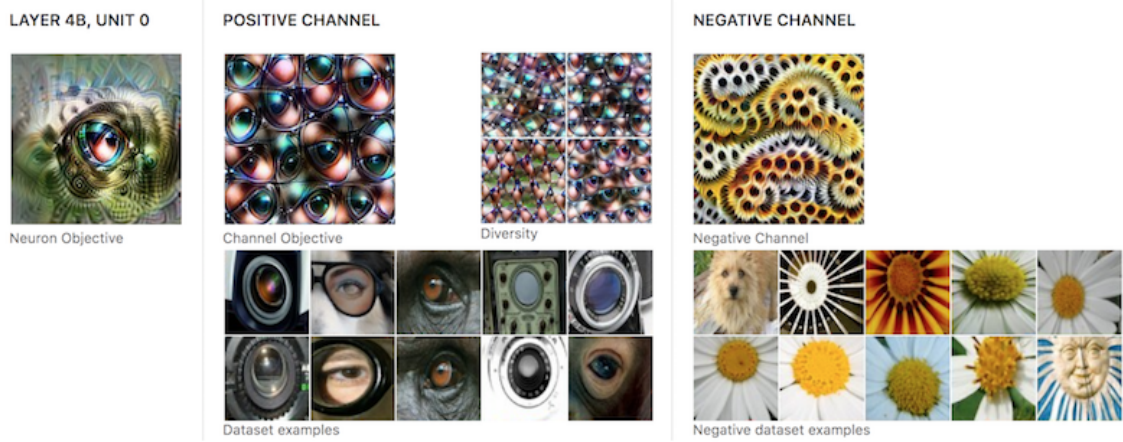 LAYER 4B, UNIT 0
POSITIVE CHANNEL
NEGATIVE CHANNEL
Neuron Objective
Channel Objective
Diversity
Negative Channel
Dataset examples
Negative dataset examples